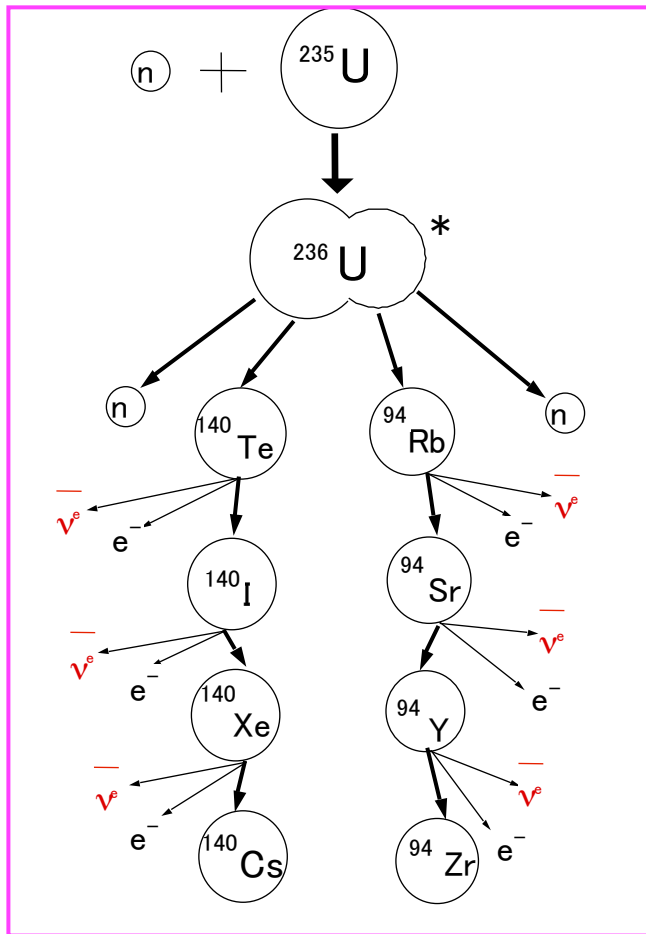 n + ²³⁵U
²³⁶U *
n ¹⁴⁰Te ⁹⁴Rb n
ν̅ᵉ e⁻ e⁻ ν̅ᵉ
¹⁴⁰I ⁹⁴Sr
ν̅ᵉ e⁻ ν̅ᵉ e⁻
¹⁴⁰Xe ⁹⁴Y
ν̅ᵉ e⁻ ν̅ᵉ e⁻
¹⁴⁰Cs ⁹⁴Zr